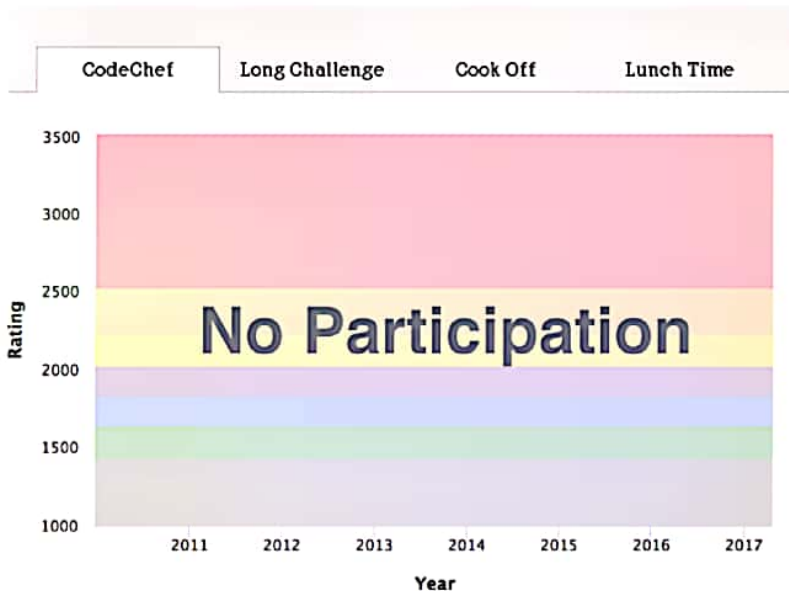 CodeChef Long Challenge Cook Off Lunch Time
3500
3000
2500
2000
1500
1000
Rating
No Participation
2011 2012 2013 2014 2015 2016 2017
Year